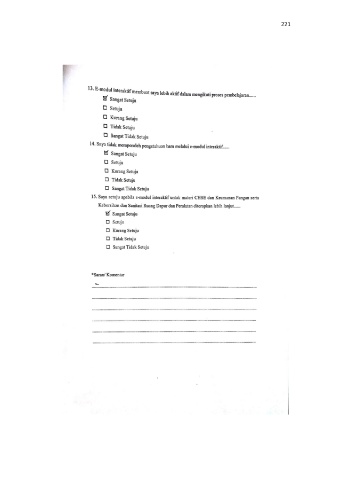 221
13. E-modul interaktif membuat saya lebih aktif dalam mengikuti proses pembelajaran......
☑ Sangat Setuju
☐ Setuju
☐ Kurang Setuju
☐ Tidak Setuju
☐ Sangat Tidak Setuju
14. Saya tidak memperoleh pengetahuan baru melalui e-modul interaktif.....
☑ Sangat Setuju
☐ Setuju
☐ Kurang Setuju
☐ Tidak Setuju
☐ Sangat Tidak Setuju
15. Saya setuju apabila e-modul interaktif untuk materi CHSE dan Keamanan Pangan serta
Kebersihan dan Sanitasi Ruang Dapur dan Peralatan diterapkan lebih lanjut.....
☑ Sangat Setuju
☐ Setuju
☐ Kurang Setuju
☐ Tidak Setuju
☐ Sangat Tidak Setuju
*Saran/ Komentar